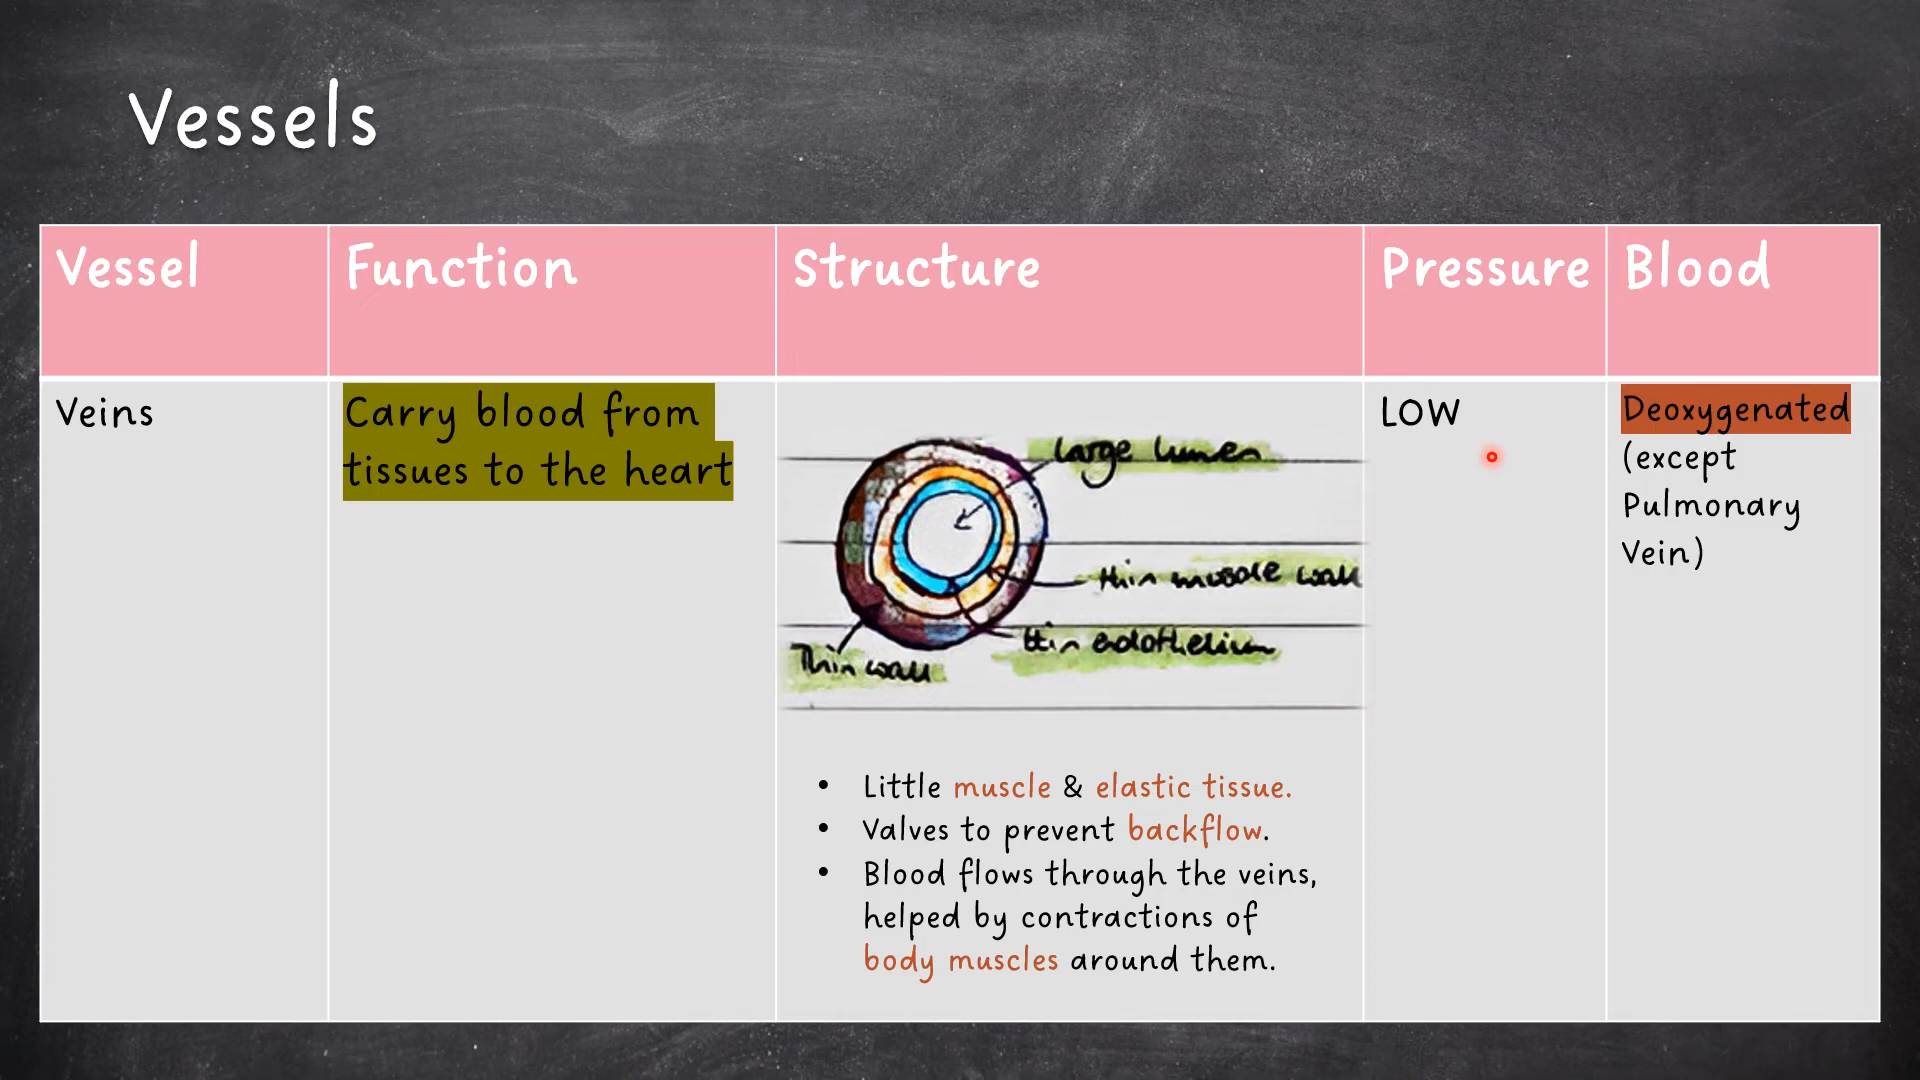 Vessels
Vessel Function Structure Pressure Blood
Veins
Carry blood from
tissues to the heart
large lumen
thin muscle wall
thin endothelium
Thin wall
• Little muscle & elastic tissue.
• Valves to prevent backflow.
• Blood flows through the veins,
helped by contractions of
body muscles around them.
LOW
Deoxygenated
(except
Pulmonary
Vein)